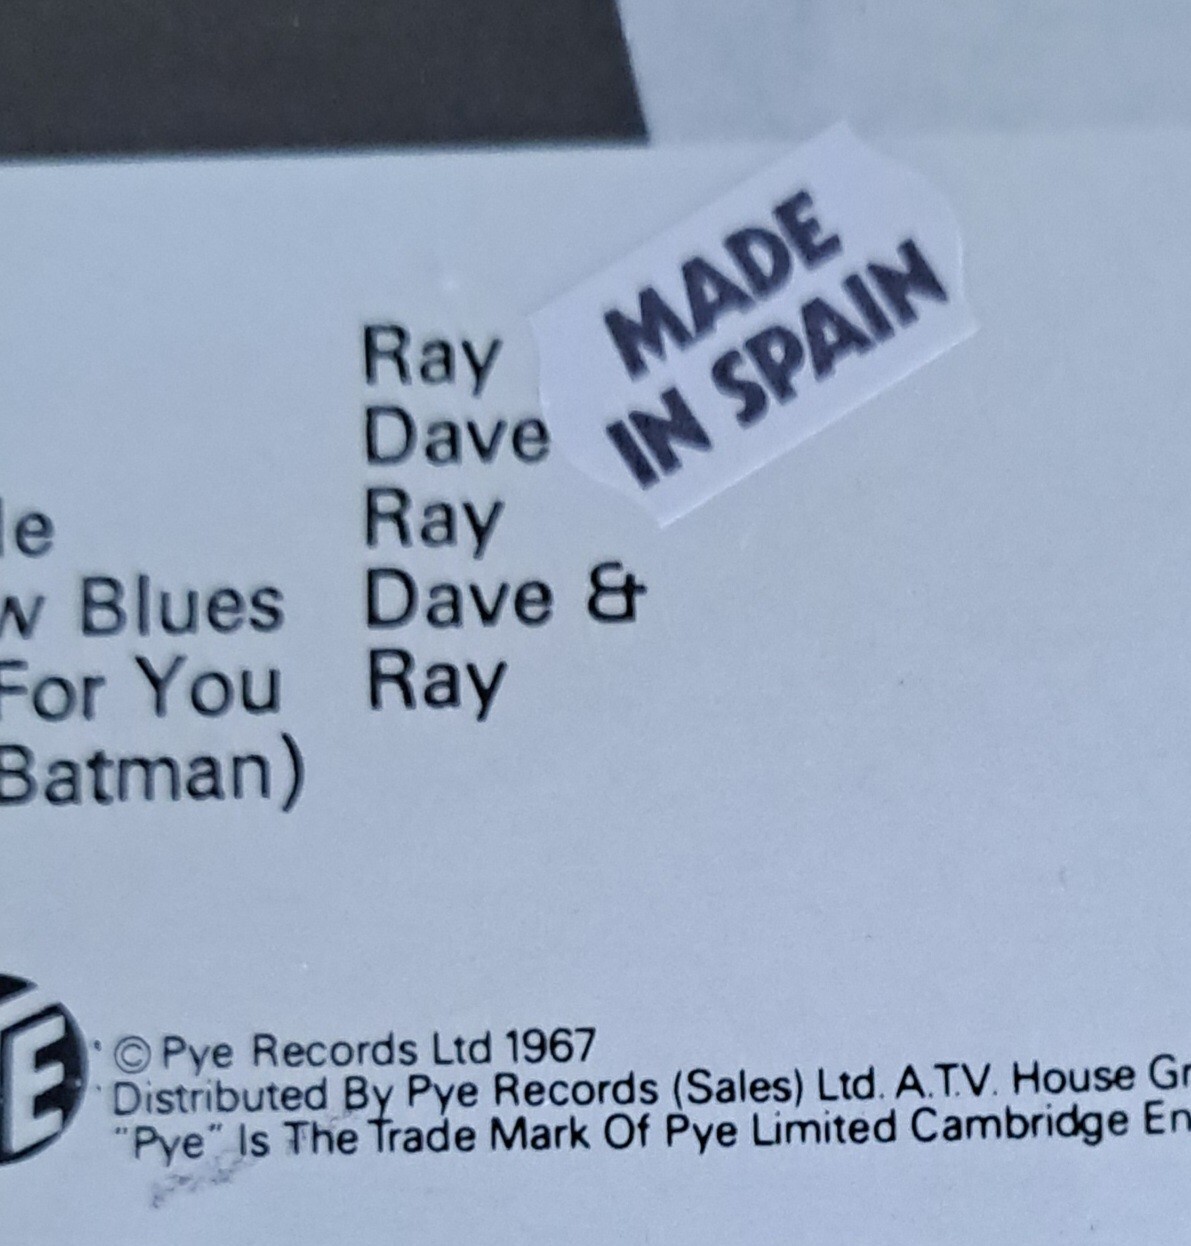 MADE
IN SPAIN
Ray
Dave
le Ray
w Blues Dave &
For You Ray
Batman)
E
© Pye Records Ltd 1967
Distributed By Pye Records (Sales) Ltd. A.T.V. House Gr
"Pye" Is The Trade Mark Of Pye Limited Cambridge En